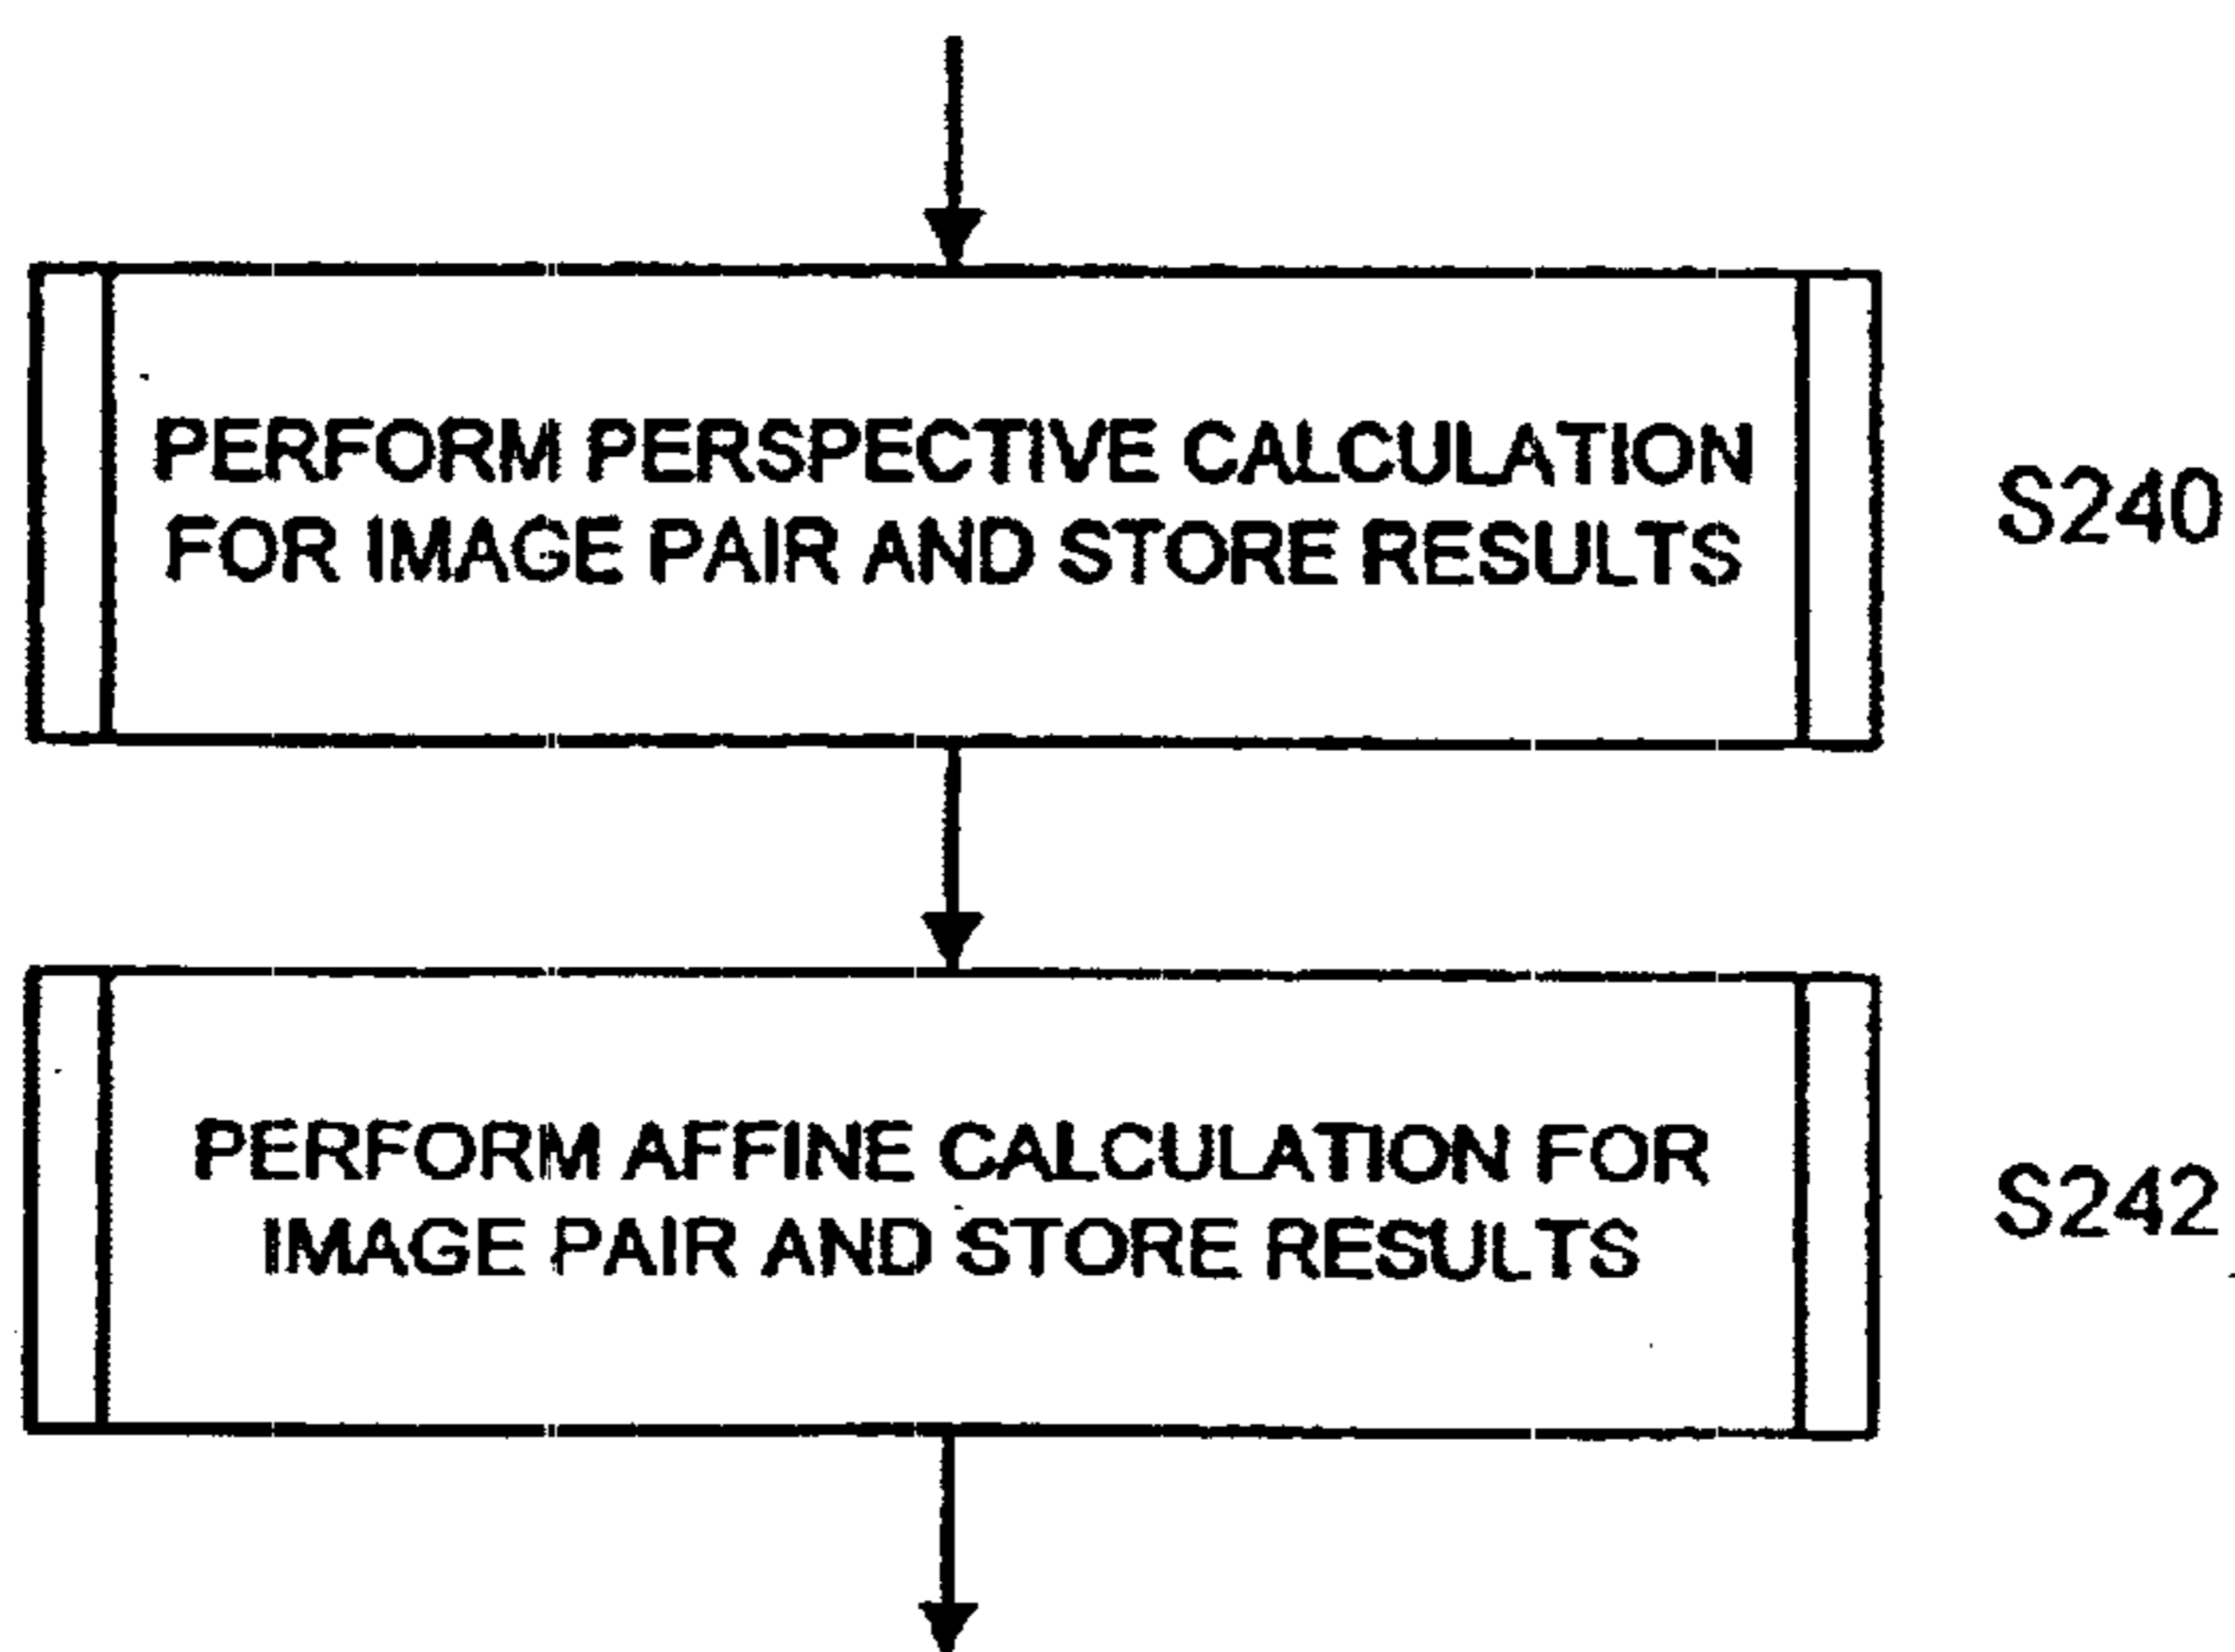 PERFORM PERSPECTIVE CALCULATION
FOR IMAGE PAIR AND STORE RESULTS
S240
PERFORM AFFINE CALCULATION FOR
IMAGE PAIR AND STORE RESULTS
S242